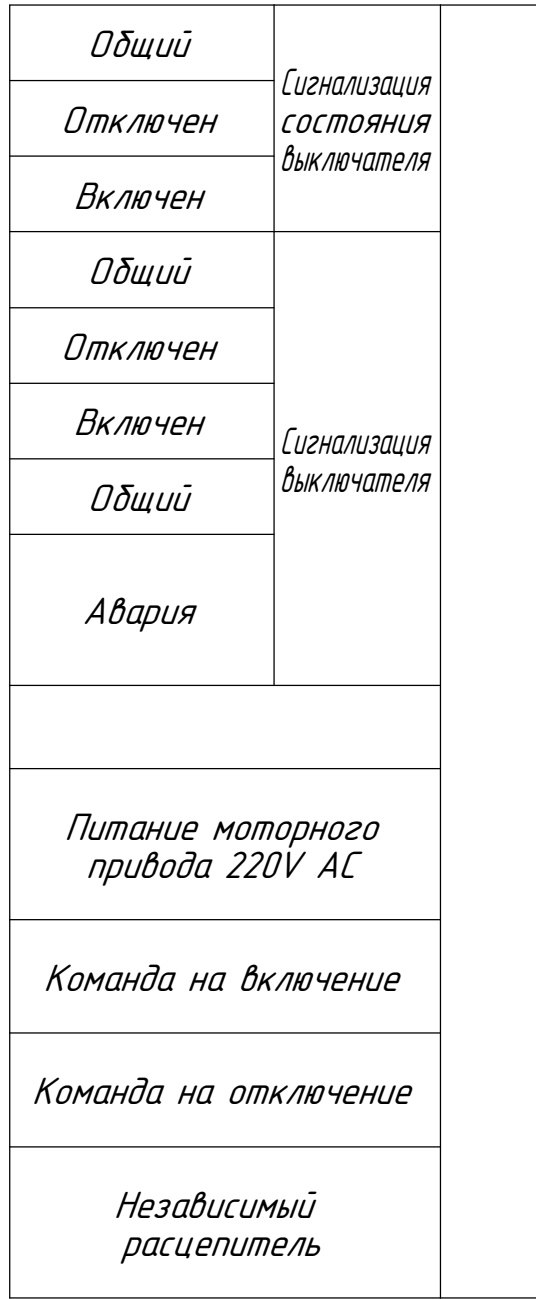 Общий
Отключен
Включен
Сигнализация
состояния
выключателя
Общий
Отключен
Включен
Общий
Авария
Сигнализация
выключателя
Питание моторного
привода 220V AC
Команда на включение
Команда на отключение
Независимый
расцепитель